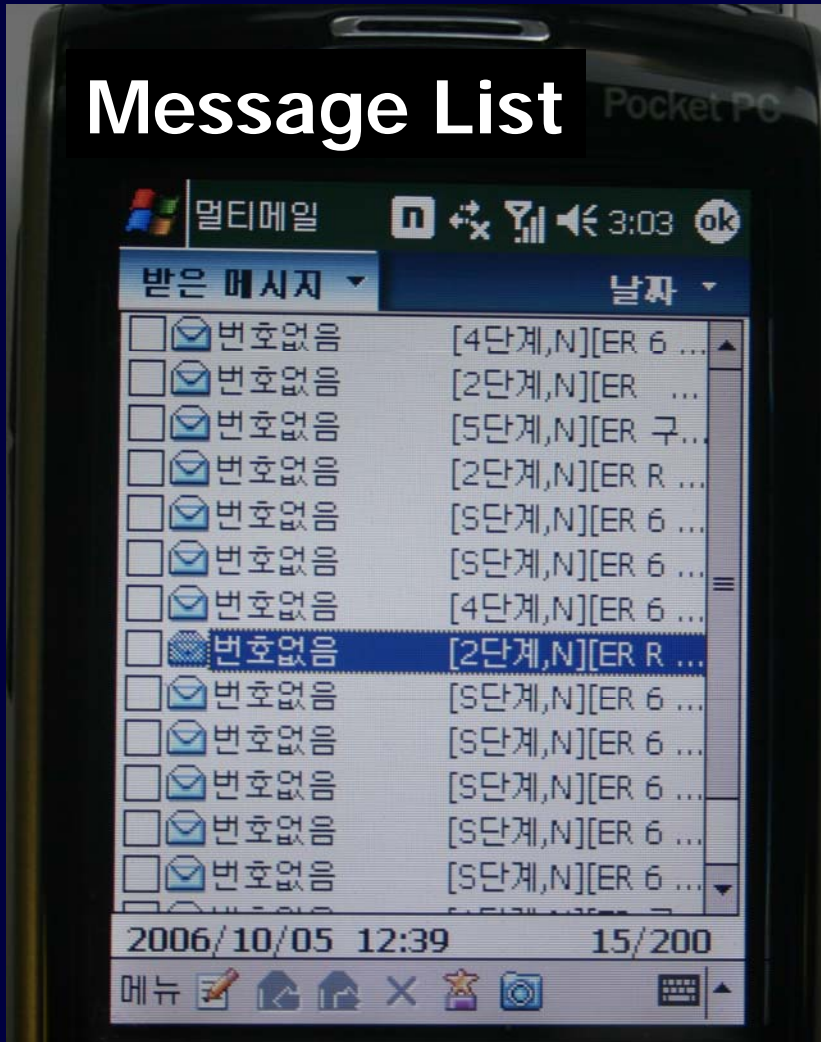 Message List
Pocket PC
멀티메일 n 3:03 ok
받은 메시지 날짜
번호없음 [4단계,N][ER 6 ...
번호없음 [2단계,N][ER ...
번호없음 [5단계,N][ER 구...
번호없음 [2단계,N][ER R ...
번호없음 [S단계,N][ER 6 ...
번호없음 [S단계,N][ER 6 ...
번호없음 [4단계,N][ER 6 ...
번호없음 [2단계,N][ER R ...
번호없음 [S단계,N][ER 6 ...
번호없음 [S단계,N][ER 6 ...
번호없음 [S단계,N][ER 6 ...
번호없음 [S단계,N][ER 6 ...
번호없음 [S단계,N][ER 6 ...
2006/10/05 12:39 15/200
메뉴